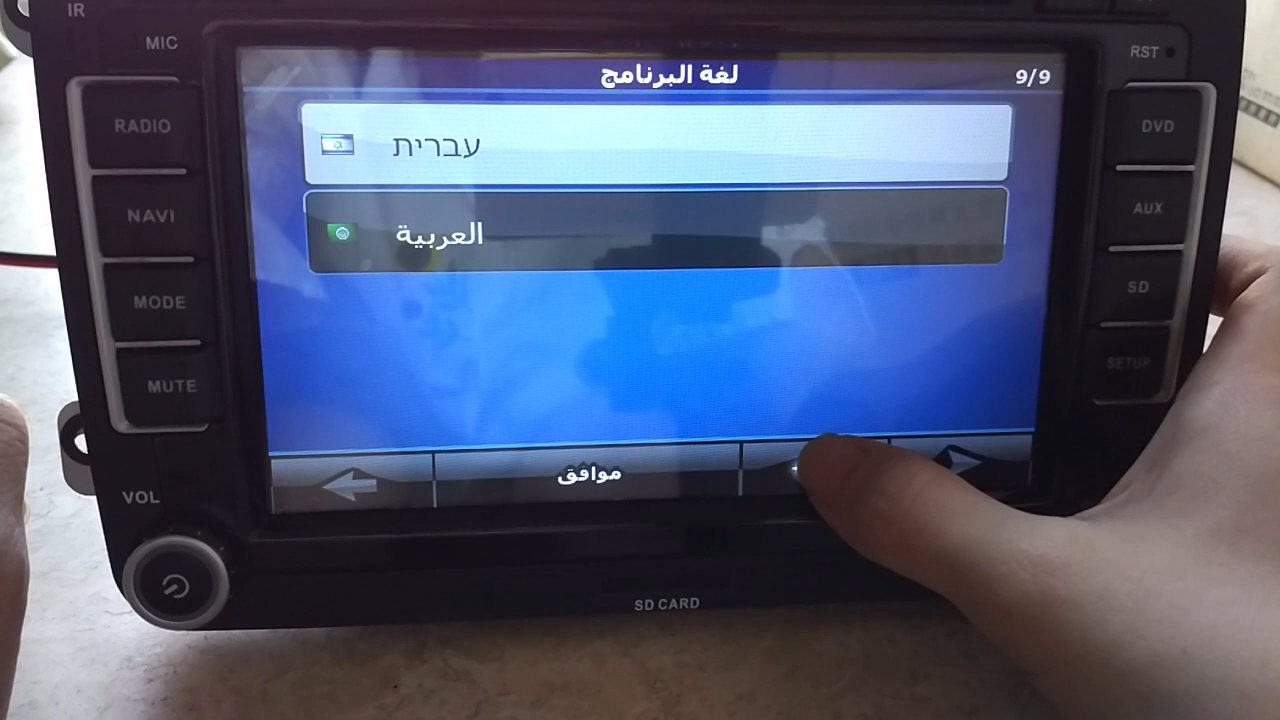 IR
MIC
RST
RADIO
NAVI
MODE
MUTE
VOL
لغة البرنامج
9/9
עברית
العربية
موافق
DVD
AUX
SD
SETUP
SD CARD